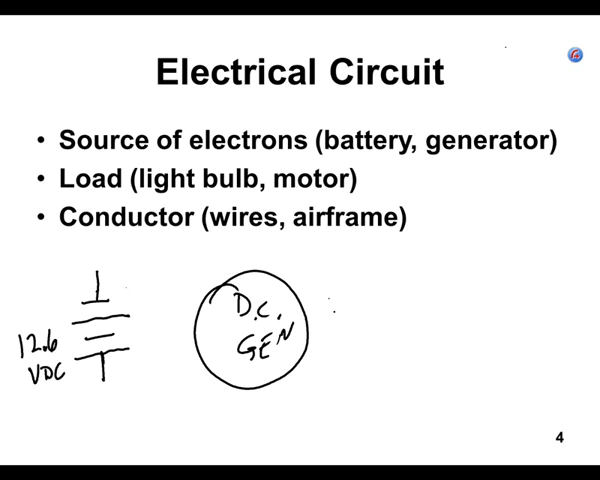 Electrical Circuit
• Source of electrons (battery, generator)
• Load (light bulb, motor)
• Conductor (wires, airframe)
12.6
VDC
D.C.
GEN
4